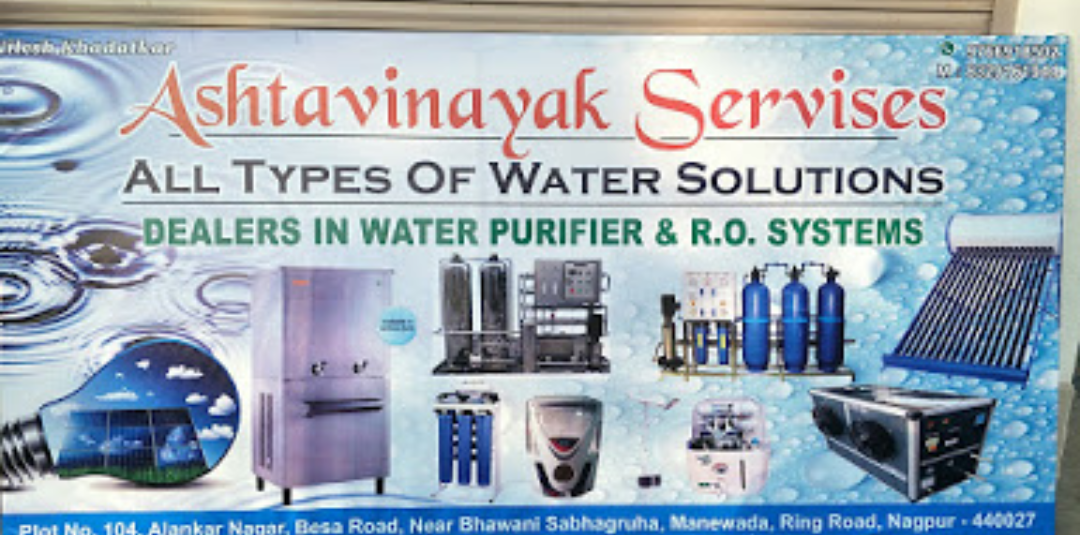 Khadatkar
Ashtavinayak Servises
ALL TYPES OF WATER SOLUTIONS
DEALERS IN WATER PURIFIER & R.O. SYSTEMS
Plot No. 104, Alankar Nagar, Besa Road, Near Bhawani Sabhagruha, Manewada, Ring Road, Nagpur - 440027